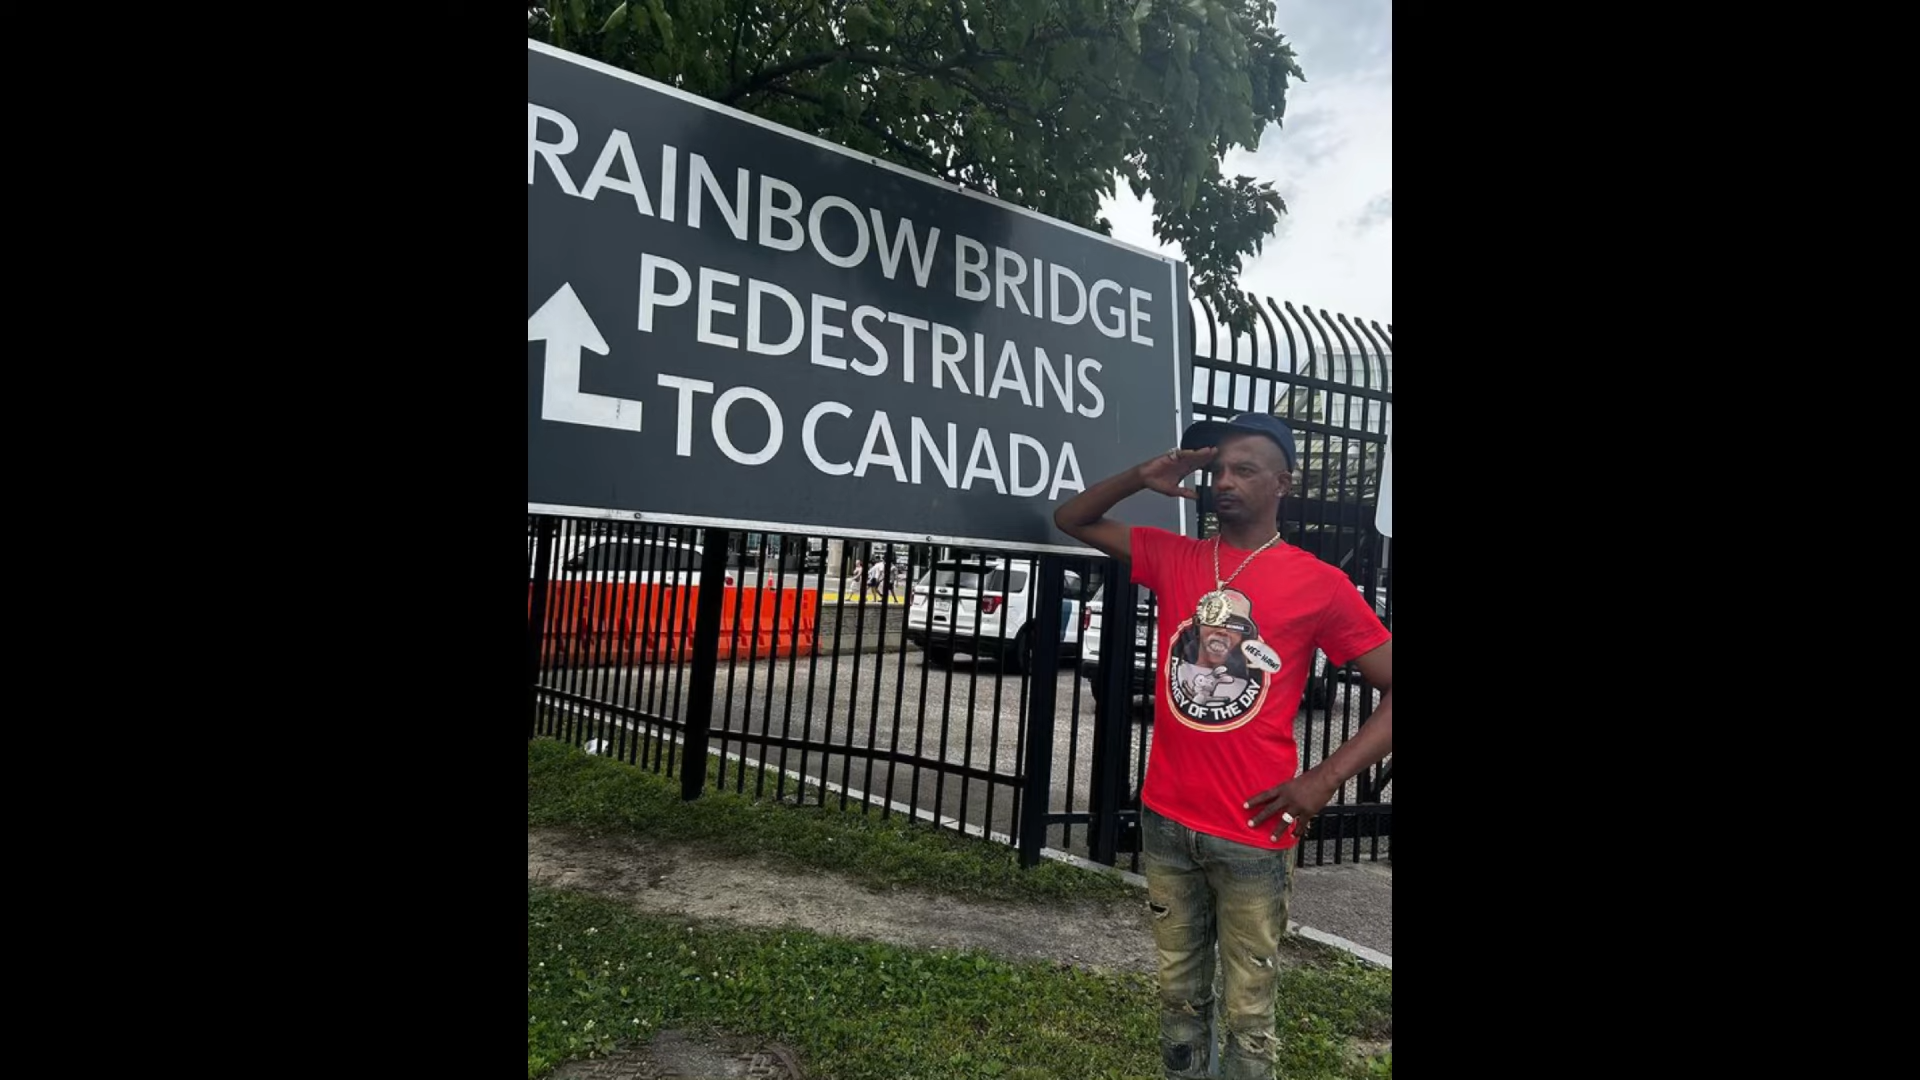 RAINBOW BRIDGE
PEDESTRIANS
TO CANADA
HEE-HAW!
DONKEY OF THE DAY